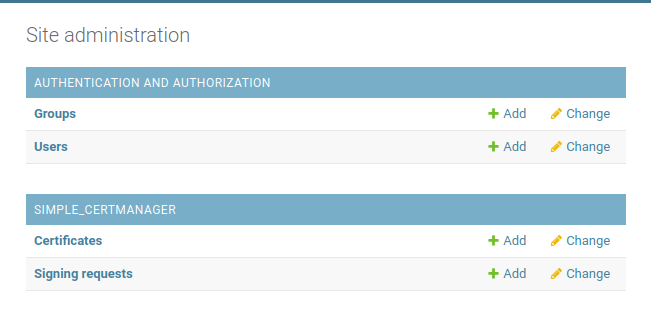 Site administration
AUTHENTICATION AND AUTHORIZATION
Groups Add Change
Users Add Change
SIMPLE_CERTMANAGER
Certificates Add Change
Signing requests Add Change